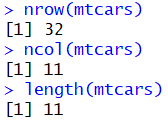 > nrow(mtcars)
[1] 32
> ncol(mtcars)
[1] 11
> length(mtcars)
[1] 11